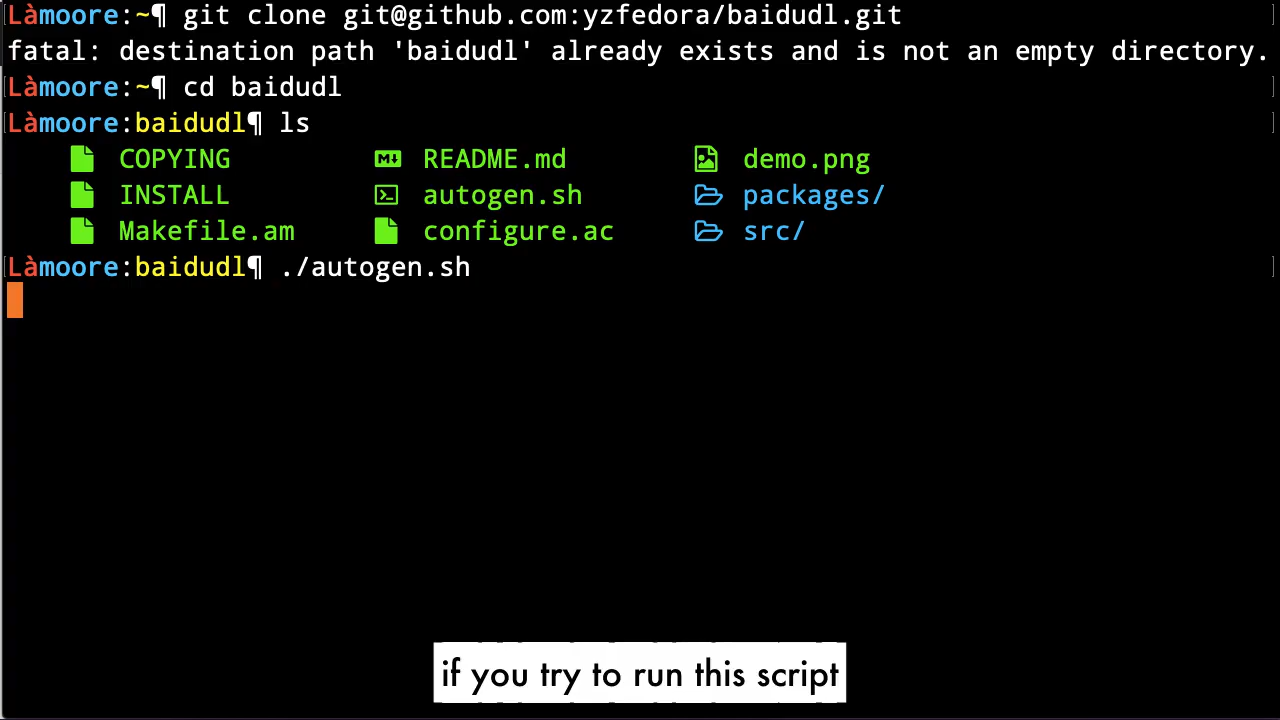 Làmoore:~¶ git clone git@github.com:yzfedora/baidudl.git
fatal: destination path 'baidudl' already exists and is not an empty directory.
Làmoore:~¶ cd baidudl
Làmoore:baidudl¶ ls
COPYING README.md demo.png
INSTALL autogen.sh packages/
Makefile.am configure.ac src/
Làmoore:baidudl¶ ./autogen.sh
if you try to run this script